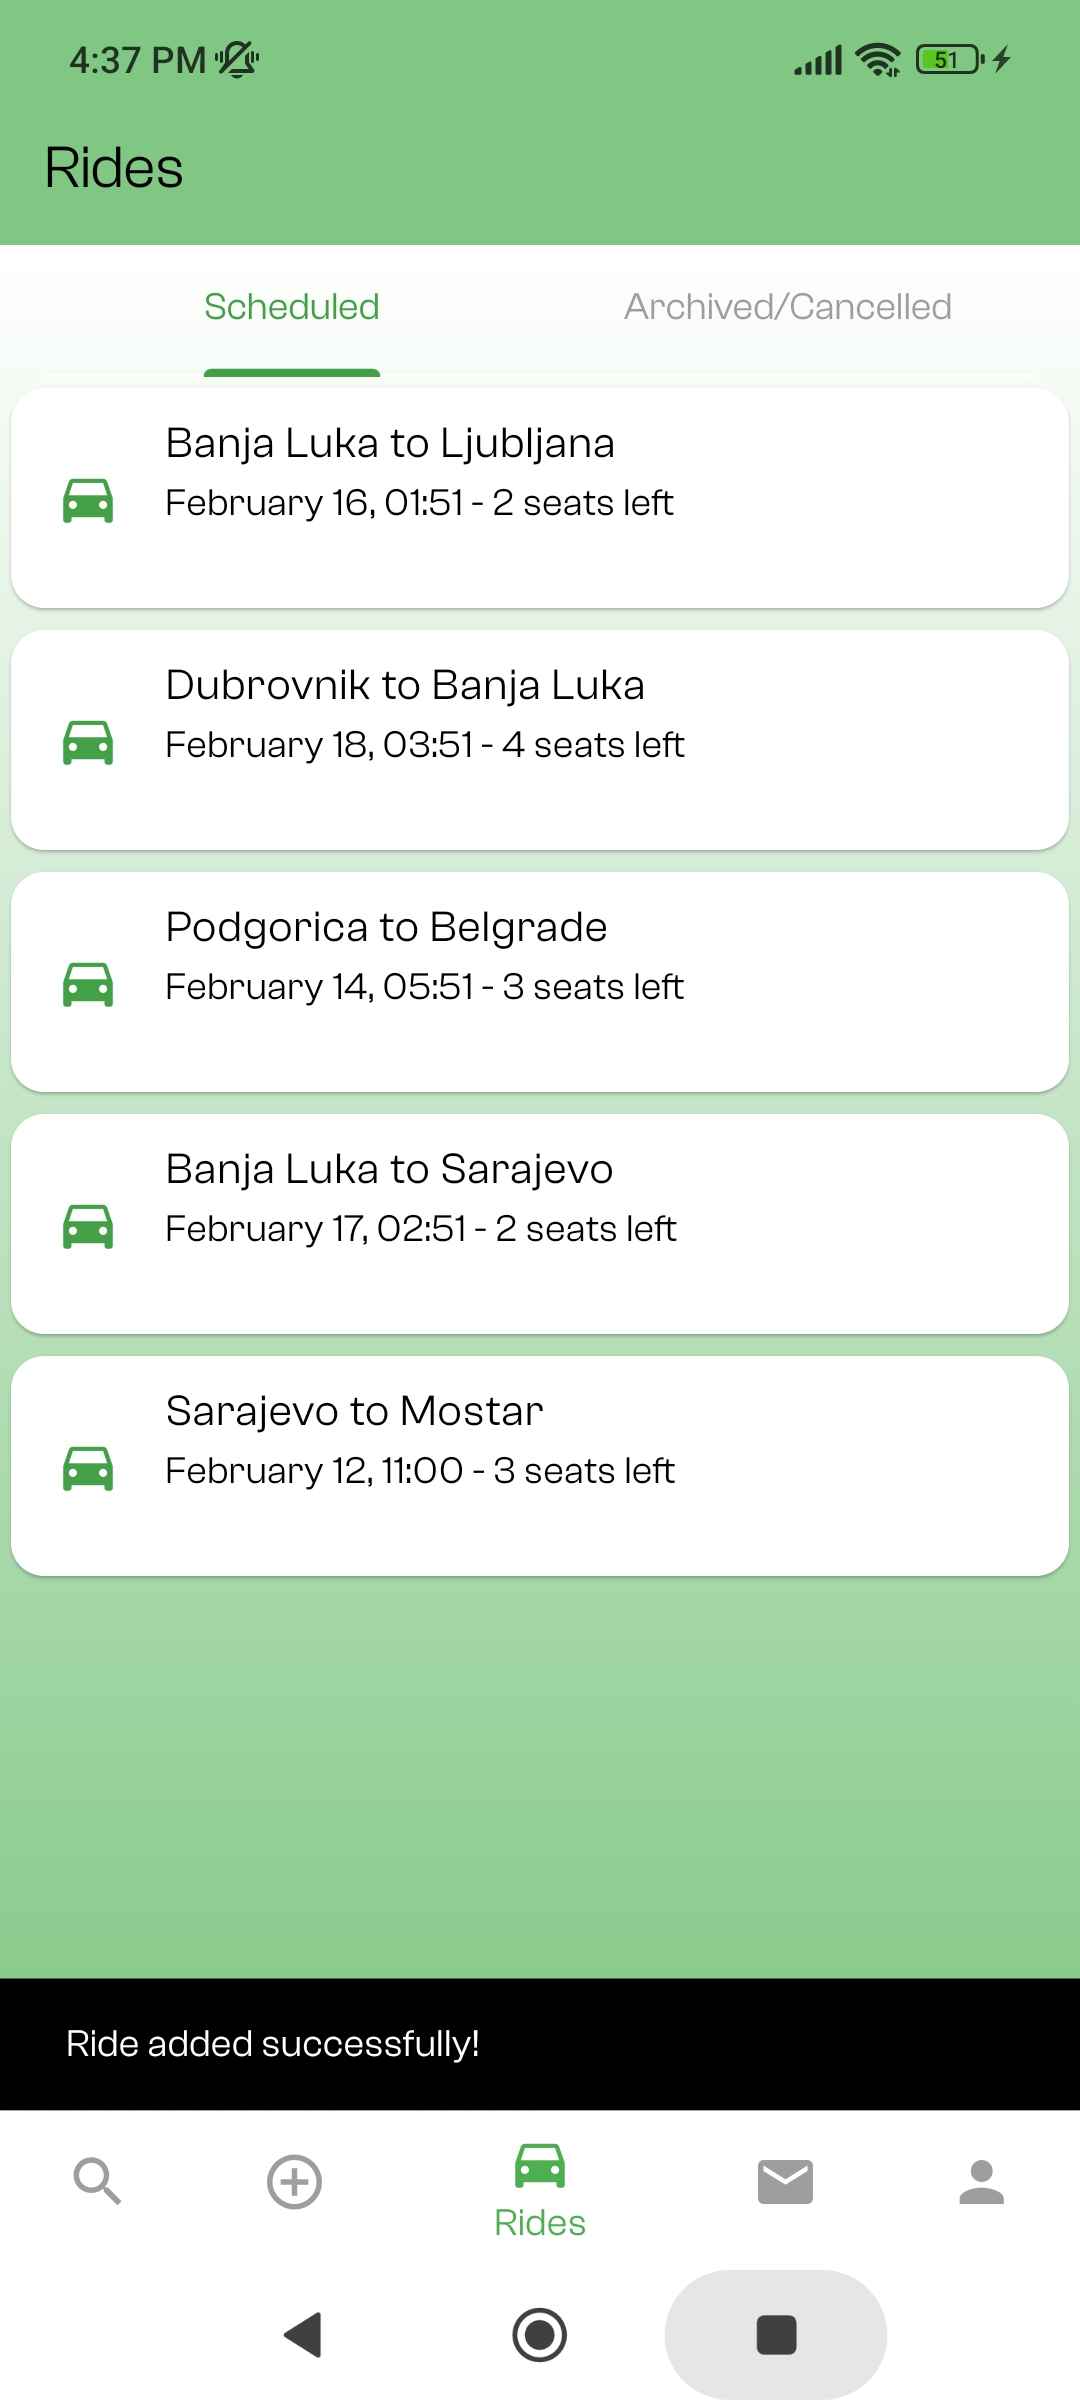 4:37 PM
51
Rides
Scheduled
Archived/Cancelled
Banja Luka to Ljubljana
February 16, 01:51 - 2 seats left
Dubrovnik to Banja Luka
February 18, 03:51 - 4 seats left
Podgorica to Belgrade
February 14, 05:51 - 3 seats left
Banja Luka to Sarajevo
February 17, 02:51 - 2 seats left
Sarajevo to Mostar
February 12, 11:00 - 3 seats left
Ride added successfully!
Rides